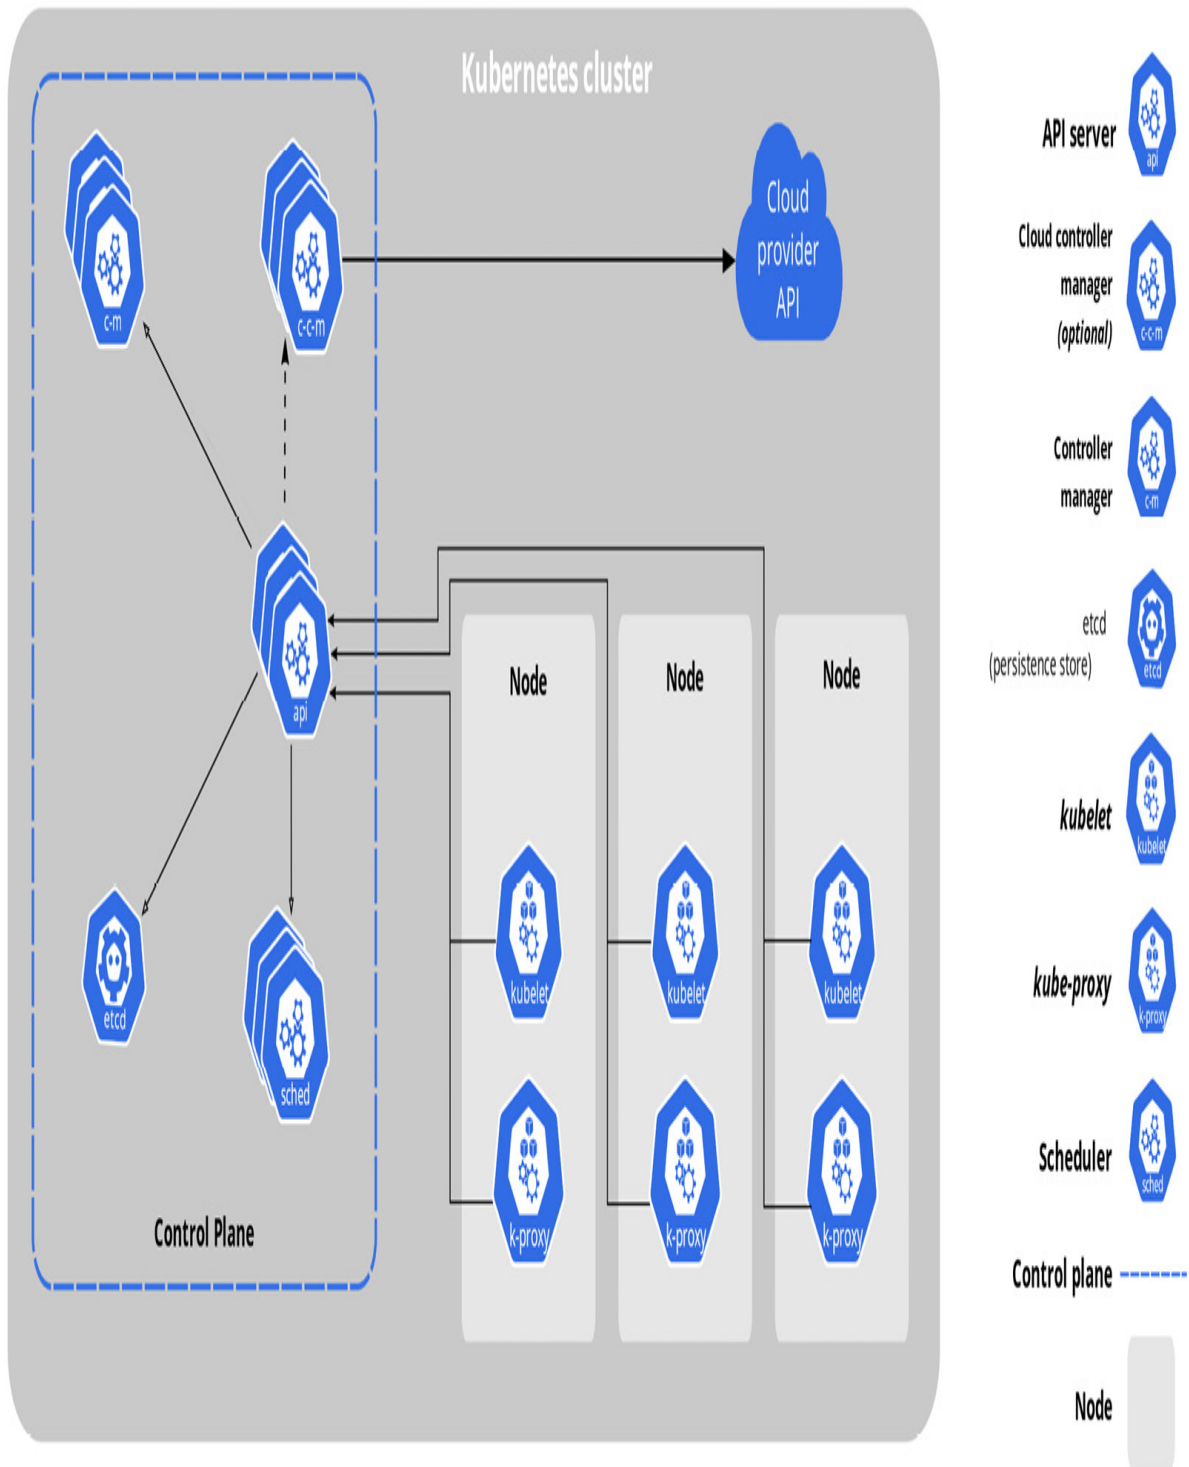 Kubernetes cluster
c-m
c-c-m
Cloud
provider
API
api
etcd
sched
Control Plane
Node
kubelet
k-proxy
Node
kubelet
k-proxy
Node
kubelet
k-proxy
API server
api
Cloud controller
manager
(optional)
c-c-m
Controller
manager
c-m
etcd
(persistence store)
etcd
kubelet
kubelet
kube-proxy
k-proxy
Scheduler
sched
Control plane
Node